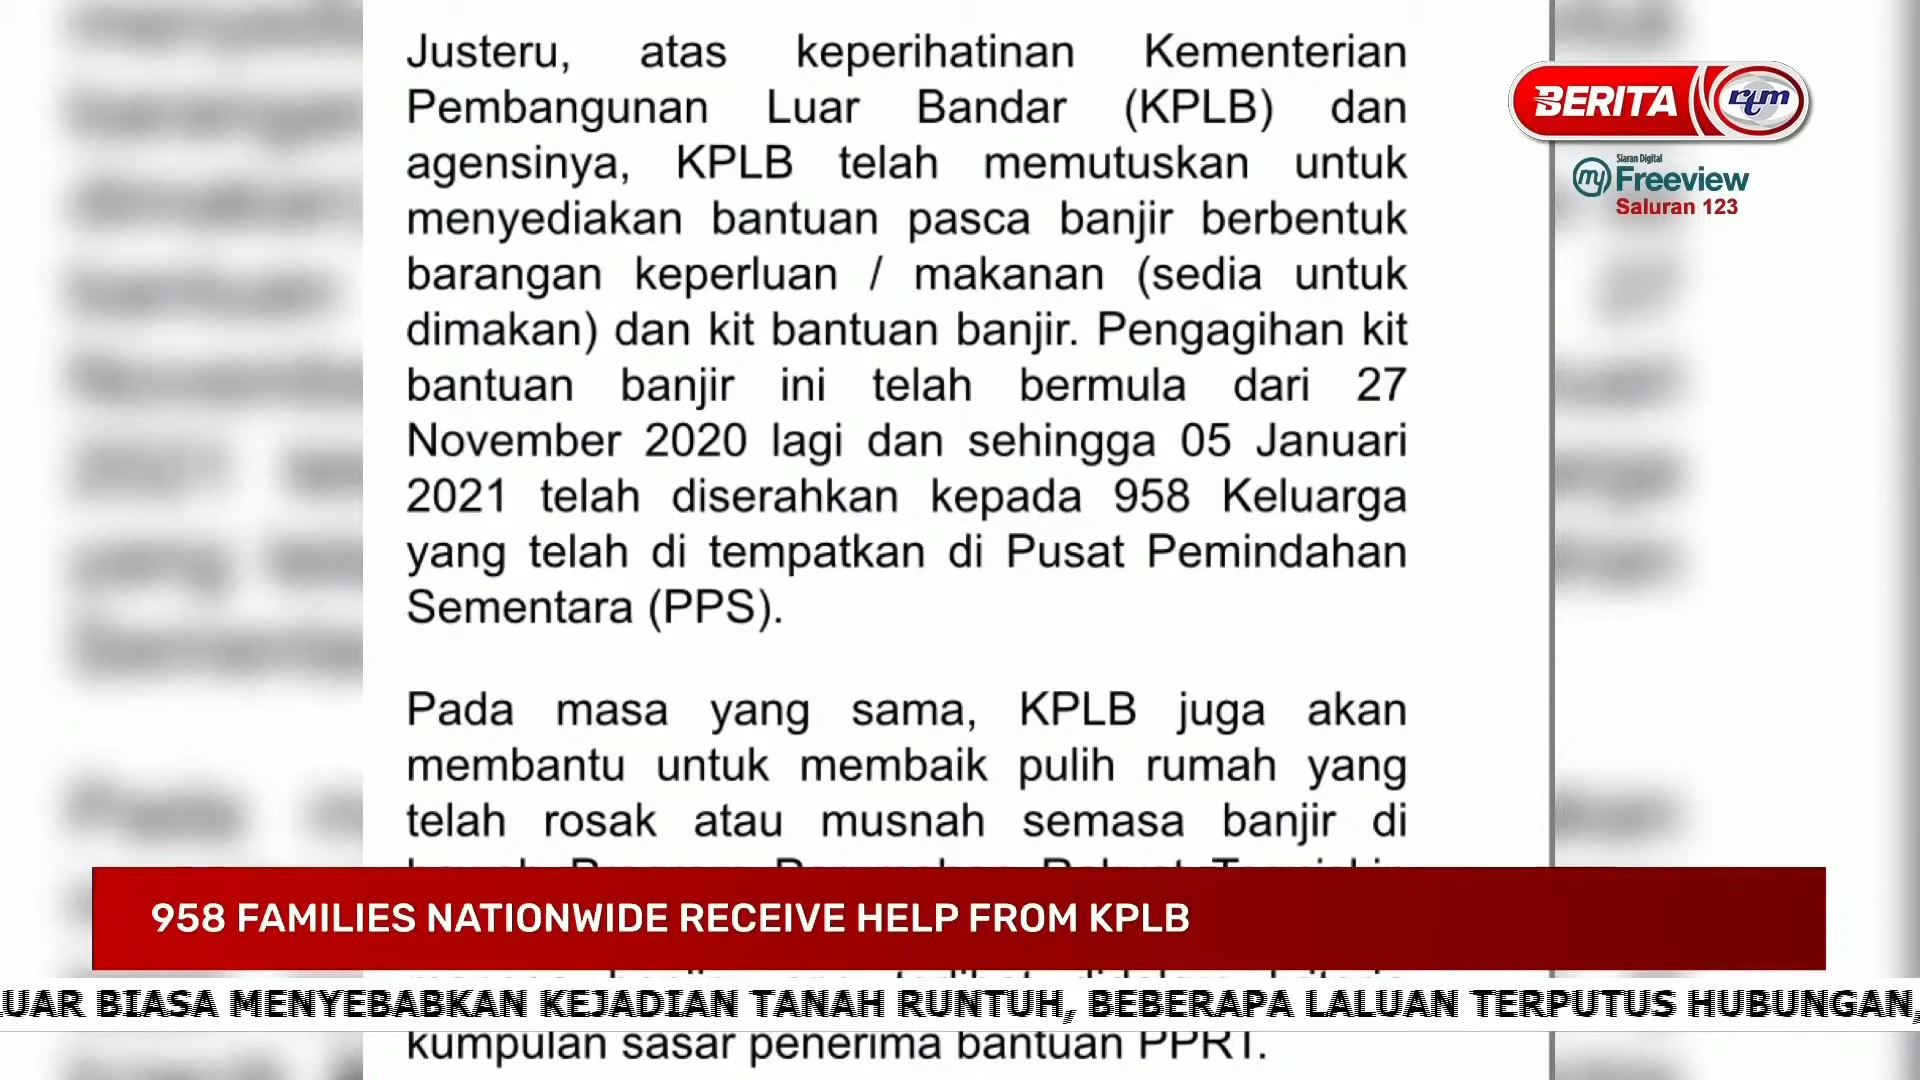 Justeru, atas keperihatinan Kementerian
Pembangunan Luar Bandar (KPLB) dan
agensinya, KPLB telah memutuskan untuk
menyediakan bantuan pasca banjir berbentuk
barangan keperluan / makanan (sedia untuk
dimakan) dan kit bantuan banjir. Pengagihan kit
bantuan banjir ini telah bermula dari 27
November 2020 lagi dan sehingga 05 Januari
2021 telah diserahkan kepada 958 Keluarga
yang telah di tempatkan di Pusat Pemindahan
Sementara (PPS).
Pada masa yang sama, KPLB juga akan
membantu untuk membaik pulih rumah yang
telah rosak atau musnah semasa banjir di
kumpulan sasar penerima bantuan PPRT.
BERITA rtm
Siaran Digital
my Freeview
Saluran 123
958 FAMILIES NATIONWIDE RECEIVE HELP FROM KPLB
UAR BIASA MENYEBABKAN KEJADIAN TANAH RUNTUH, BEBERAPA LALUAN TERPUTUS HUBUNGAN,